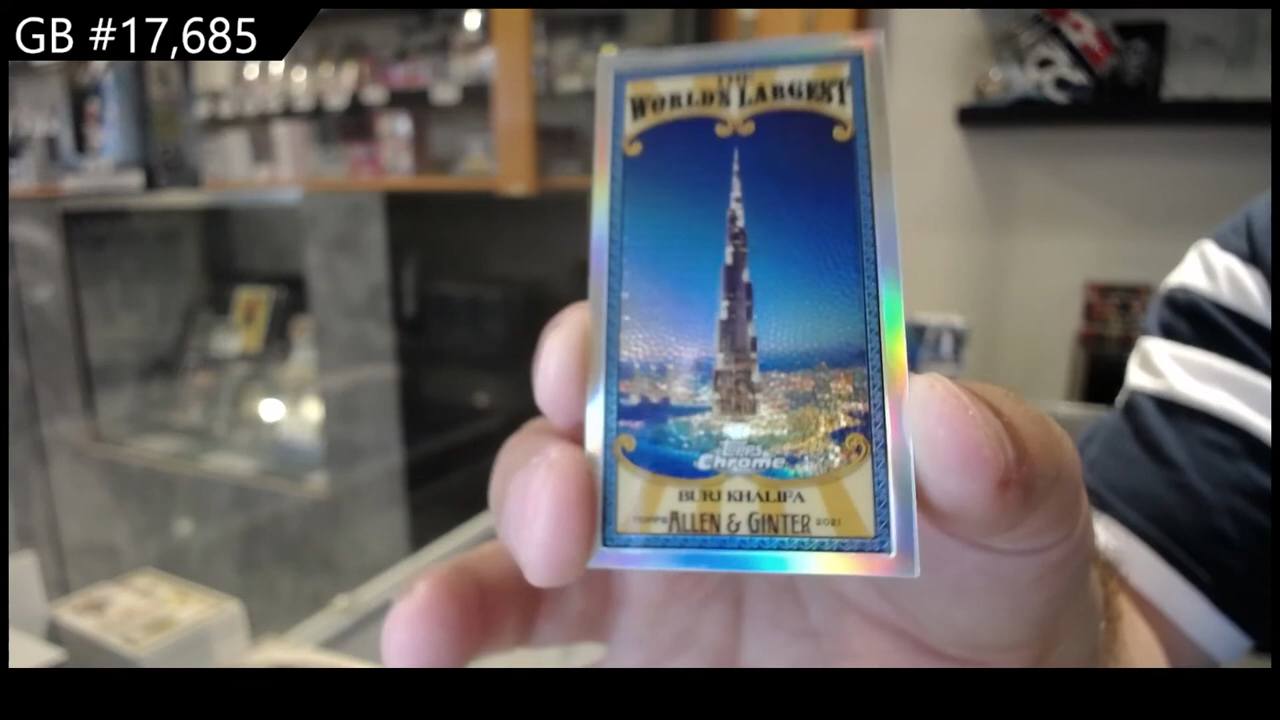 GB #17,685
THE
WORLD'S LARGEST
Topps
Chrome
BURJ KHALIFA
TOPPS ALLEN & GINTER 2021